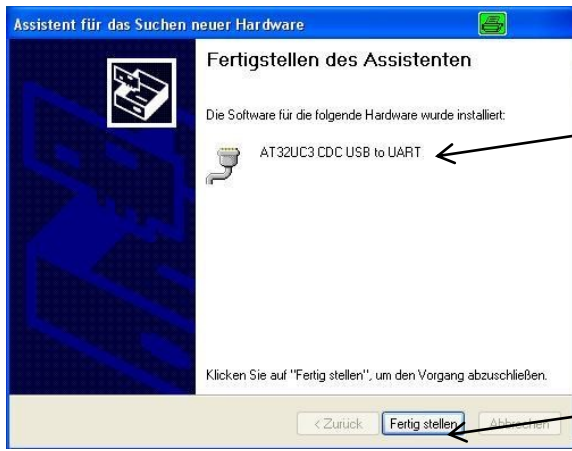 Assistent für das Suchen neuer Hardware
Fertigstellen des Assistenten
Die Software für die folgende Hardware wurde installiert:
AT32UC3 CDC USB to UART
Klicken Sie auf "Fertig stellen", um den Vorgang abzuschließen.
< Zurück Fertig stellen Abbrechen